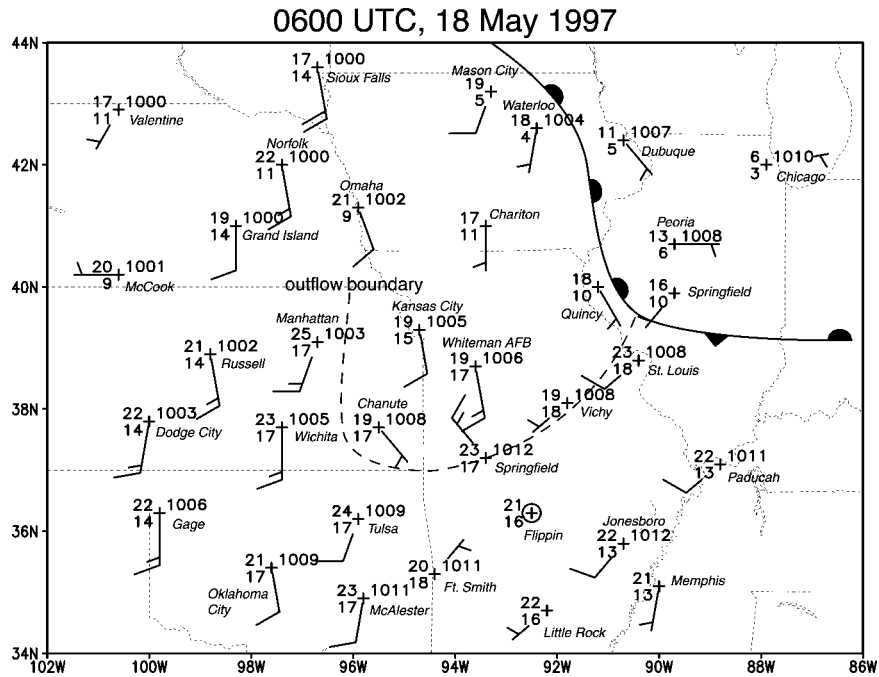 0600 UTC, 18 May 1997
44N
17 1000
14
Sioux Falls
Mason City
19
5
17 1000
11
Valentine
Waterloo
18 1004
4
11 1007
5
Dubuque
42N
Norfolk
22 1000
11
6 1010
3
Chicago
Omaha
21 1002
9
19 1000
14
Grand Island
17
11
Chariton
Peoria
13 1008
6
20 1001
9
McCook
40N
outflow boundary
18
10
Quincy
16
10
Springfield
Kansas City
19 1005
15
Manhattan
25 1003
17
Whiteman AFB
19 1006
17
21 1002
14
Russell
23 1008
18
St. Louis
38N
22 1003
14
Dodge City
23 1005
17
Wichita
Chanute
19 1008
17
19 1008
18
Vichy
23 1012
17
Springfield
22 1011
13
Paducah
22 1006
14
Gage
24 1009
17
Tulsa
21
16
Flippin
Jonesboro
22 1012
13
36N
21 1009
17
Oklahoma
City
20 1011
18
Ft. Smith
23 1011
17
McAlester
21
13
Memphis
22
16
Little Rock
34N
102W 100W 98W 96W 94W 92W 90W 88W 86W